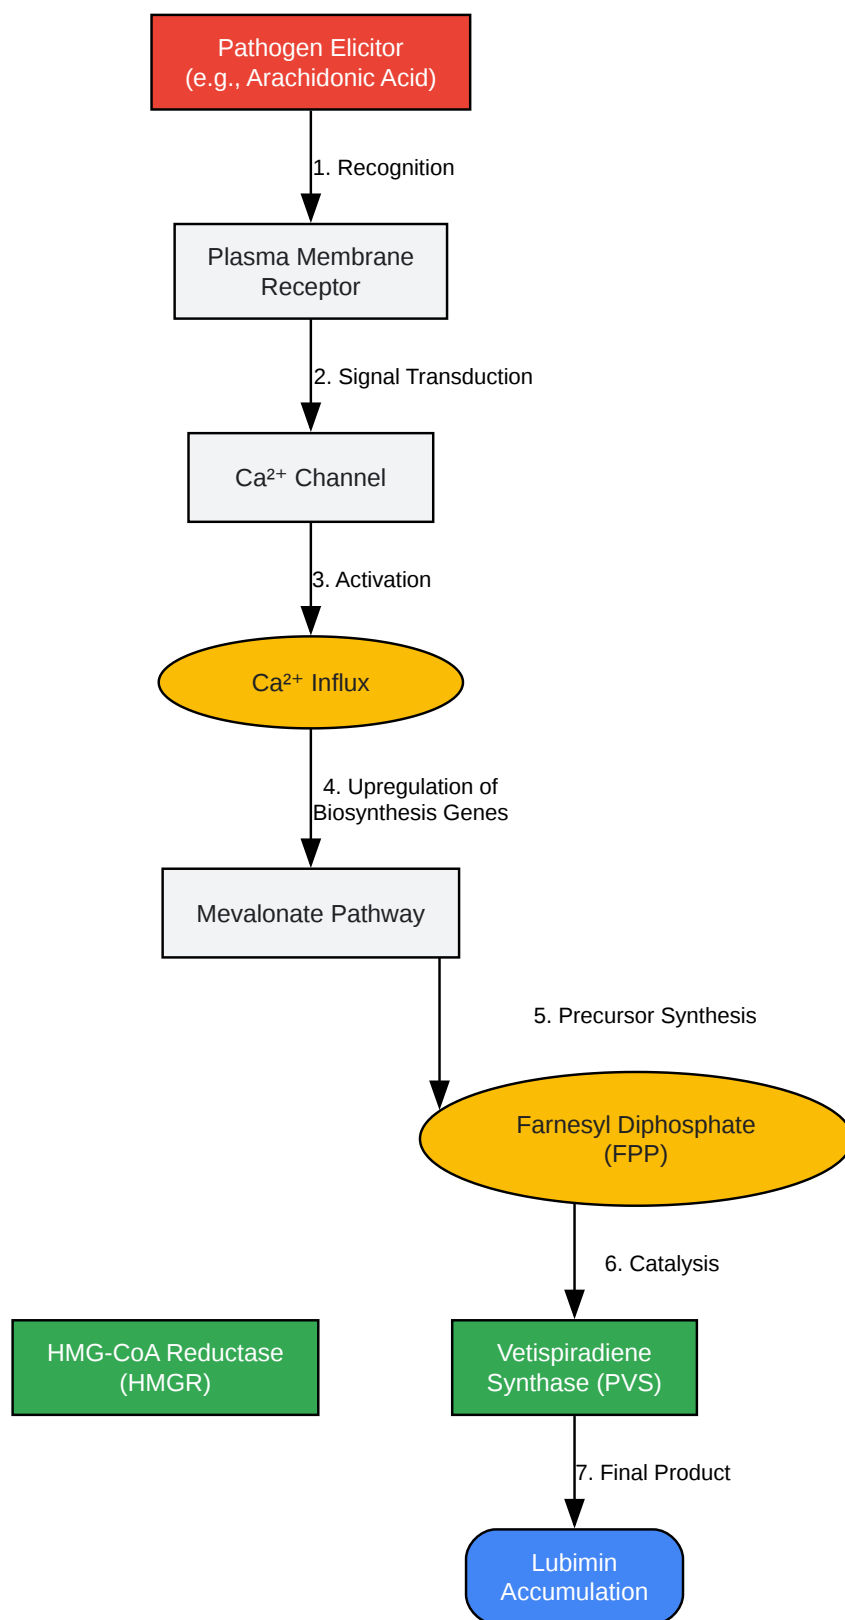 Pathogen Elicitor
(e.g., Arachidonic Acid)
1. Recognition
Plasma Membrane
Receptor
2. Signal Transduction
Ca²⁺ Channel
3. Activation
Ca²⁺ Influx
4. Upregulation of
Biosynthesis Genes
Mevalonate Pathway
5. Precursor Synthesis
Farnesyl Diphosphate
(FPP)
6. Catalysis
HMG-CoA Reductase
(HMGR)
Vetispiradiene
Synthase (PVS)
7. Final Product
Lubimin
Accumulation